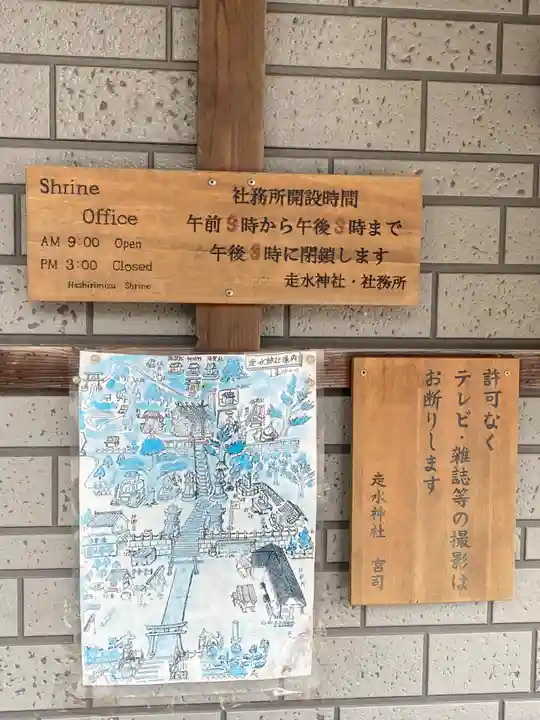 Shrine
Office
AM 9:00 Open
PM 3:00 Closed
Hashirimizu Shrine
社務所開設時間
午前9時から午後3時まで
午後3時に閉鎖します
走水神社・社務所
走水神社境内
許可なく
テレビ・雑誌等の撮影は
お断りします
走水神社 宮司